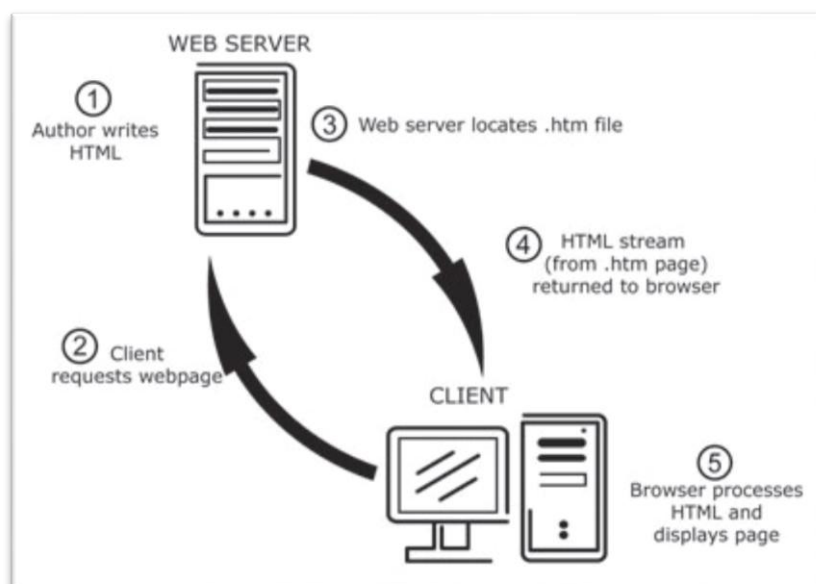 WEB SERVER
1
Author writes
HTML
3 Web server locates .htm file
4 HTML stream
(from .htm page)
returned to browser
2 Client
requests webpage
CLIENT
5
Browser processes
HTML and
displays page